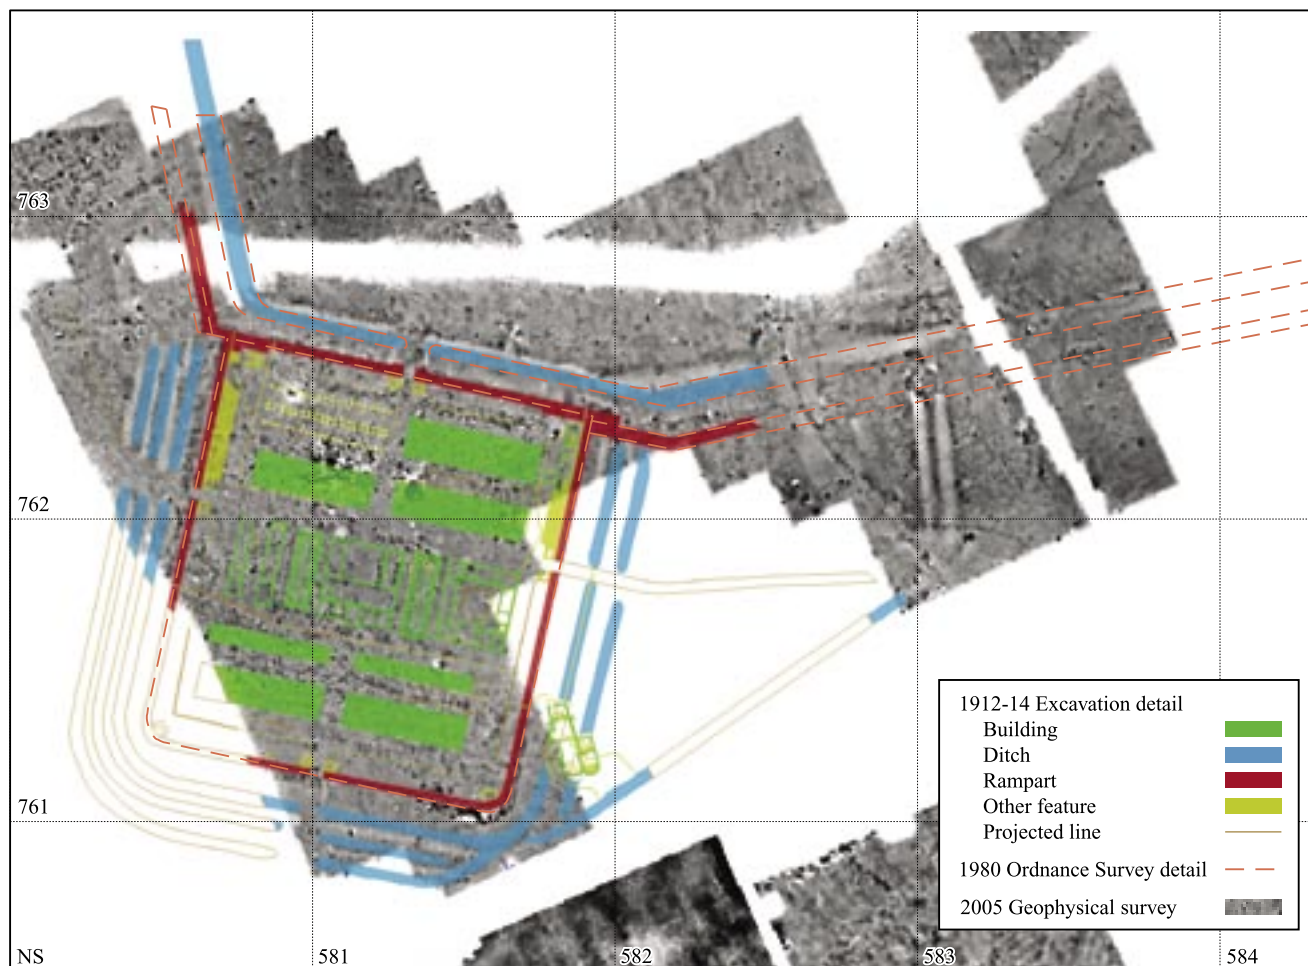 763
762
761
1912-14 Excavation detail
Building
Ditch
Rampart
Other feature
Projected line
1980 Ordnance Survey detail
2005 Geophysical survey
NS
581
582
583
584